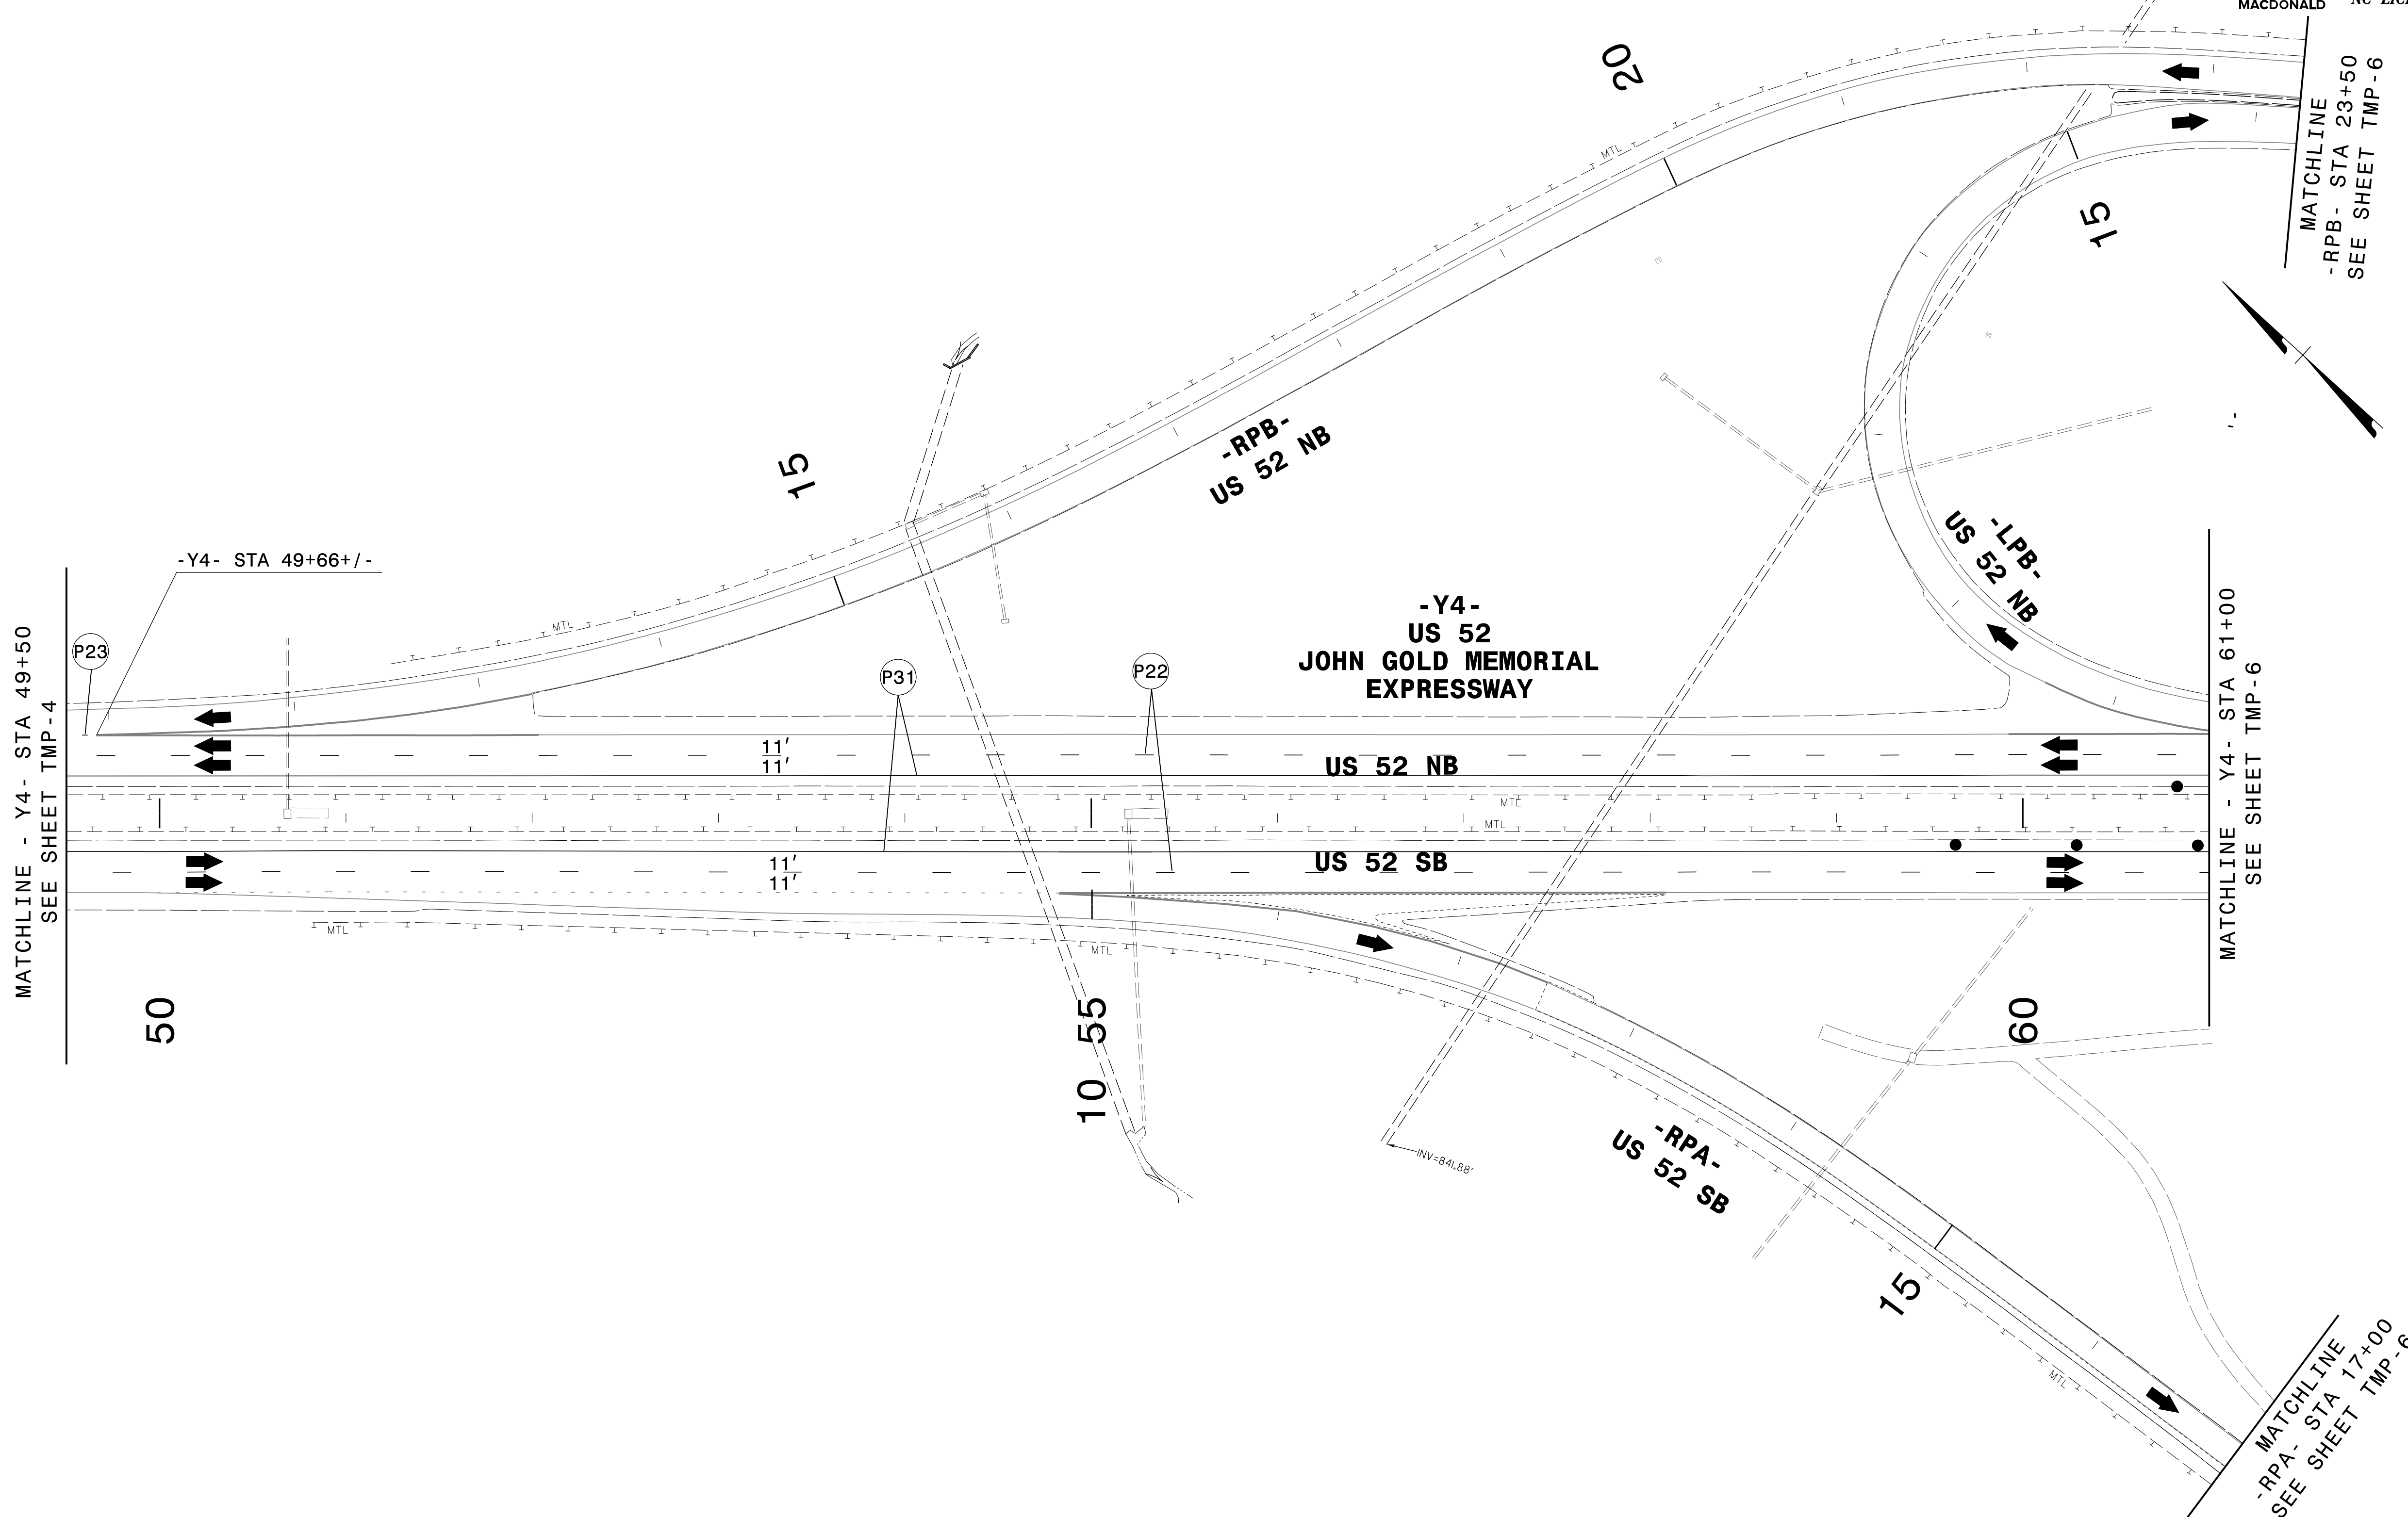 MACDONALD
20
MATCHLINE
-RPB- STA 23+50
SEE SHEET TMP-6
MTL
15
-RPB-
US 52 NB
15
-LPB-
US 52 NB
-Y4- STA 49+66+/-
MTL
P23
P31
P22
-Y4-
US 52
JOHN GOLD MEMORIAL
EXPRESSWAY
MATCHLINE - Y4- STA 49+50
SEE SHEET TMP-4
MATCHLINE - Y4- STA 61+00
SEE SHEET TMP-6
11'
11'
US 52 NB
MTL
MTL
11'
11'
US 52 SB
MTL
MTL
50
55
60
10
INV=841.88'
-RPA-
US 52 SB
15
MTL
MATCHLINE
-RPA- STA 17+00
SEE SHEET TMP-6